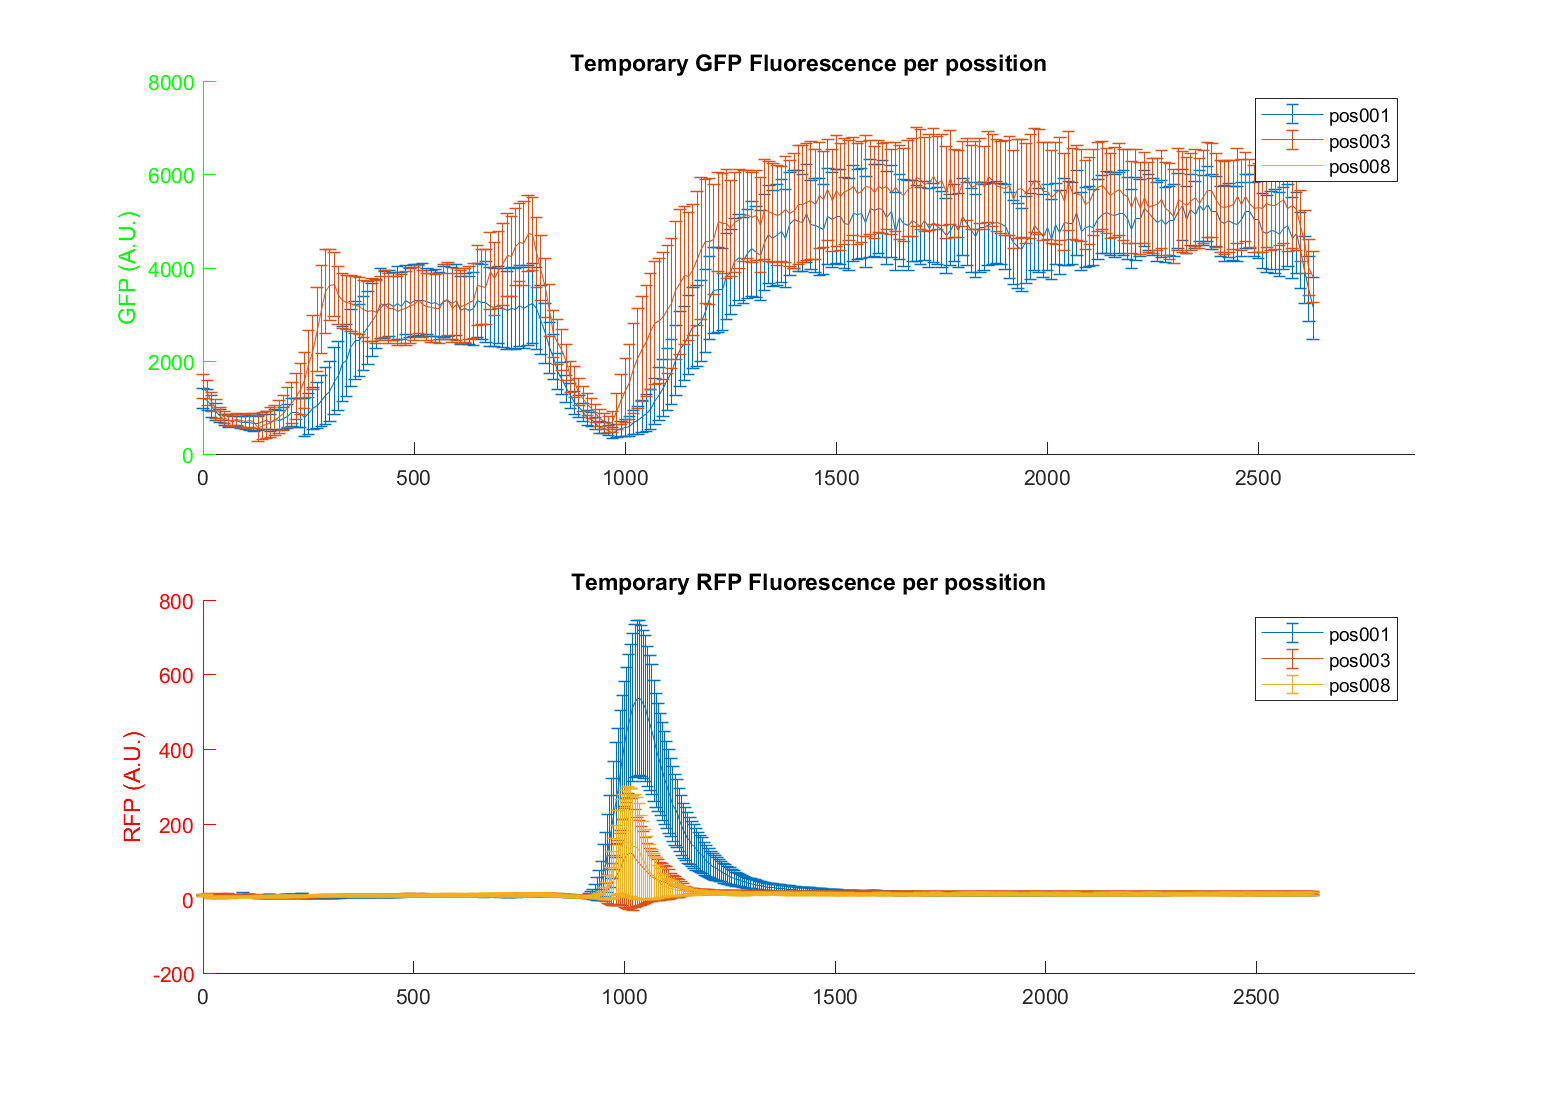 Temporary GFP Fluorescence per possition
8000
6000
4000
2000
0
GFP (A.U.)
pos001
pos003
pos008
0 500 1000 1500 2000 2500
Temporary RFP Fluorescence per possition
800
600
400
200
0
-200
RFP (A.U.)
pos001
pos003
pos008
0 500 1000 1500 2000 2500